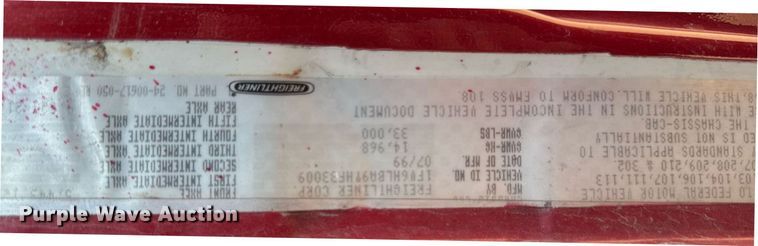 TO FEDERAL MOTOR VEHICLE
103,104,106,107,111,113
207,208,209,210 & 302
STANDARDS APPLICABLE TO
IS NOT SUBSTANTIALLY
THE CHASSIS-CAB
WITH INSTRUCTIONS IN THE INCOMPLETE VEHICLE DOCUMENT
THIS VEHICLE WILL CONFORM TO EMVSS 108
MFD. BY FREIGHTLINER CORP
VEHICLE ID NO.
DATE OF MFR. 07/99
GVWR-KG 14,968
GVWR-LBS 33,000
FRONT AXLE
FIRST INTERMEDIATE AXLE
SECOND INTERMEDIATE AXLE
THIRD INTERMEDIATE AXLE
FOURTH INTERMEDIATE AXLE
FIFTH INTERMEDIATE AXLE
REAR AXLE
FREIGHTLINER PART NO. 24-00617-050
Purple Wave Auction